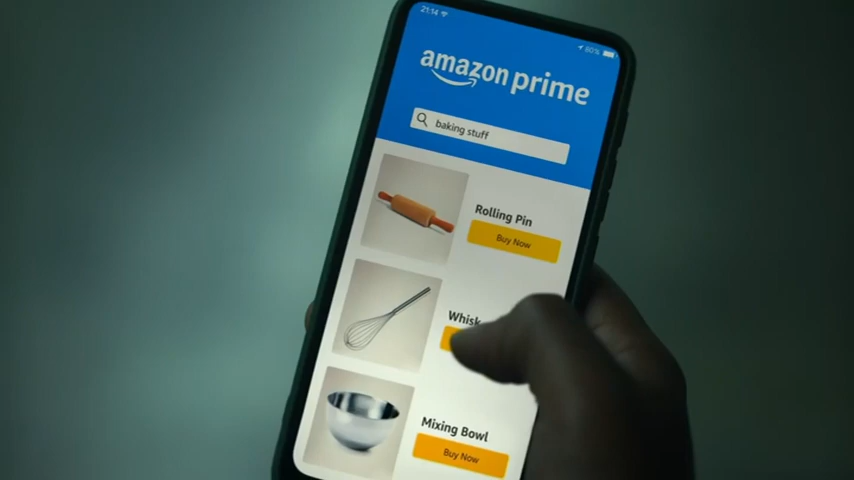 21:14
80%
amazon prime
baking stuff
Rolling Pin
Buy Now
Whisk
Mixing Bowl
Buy Now